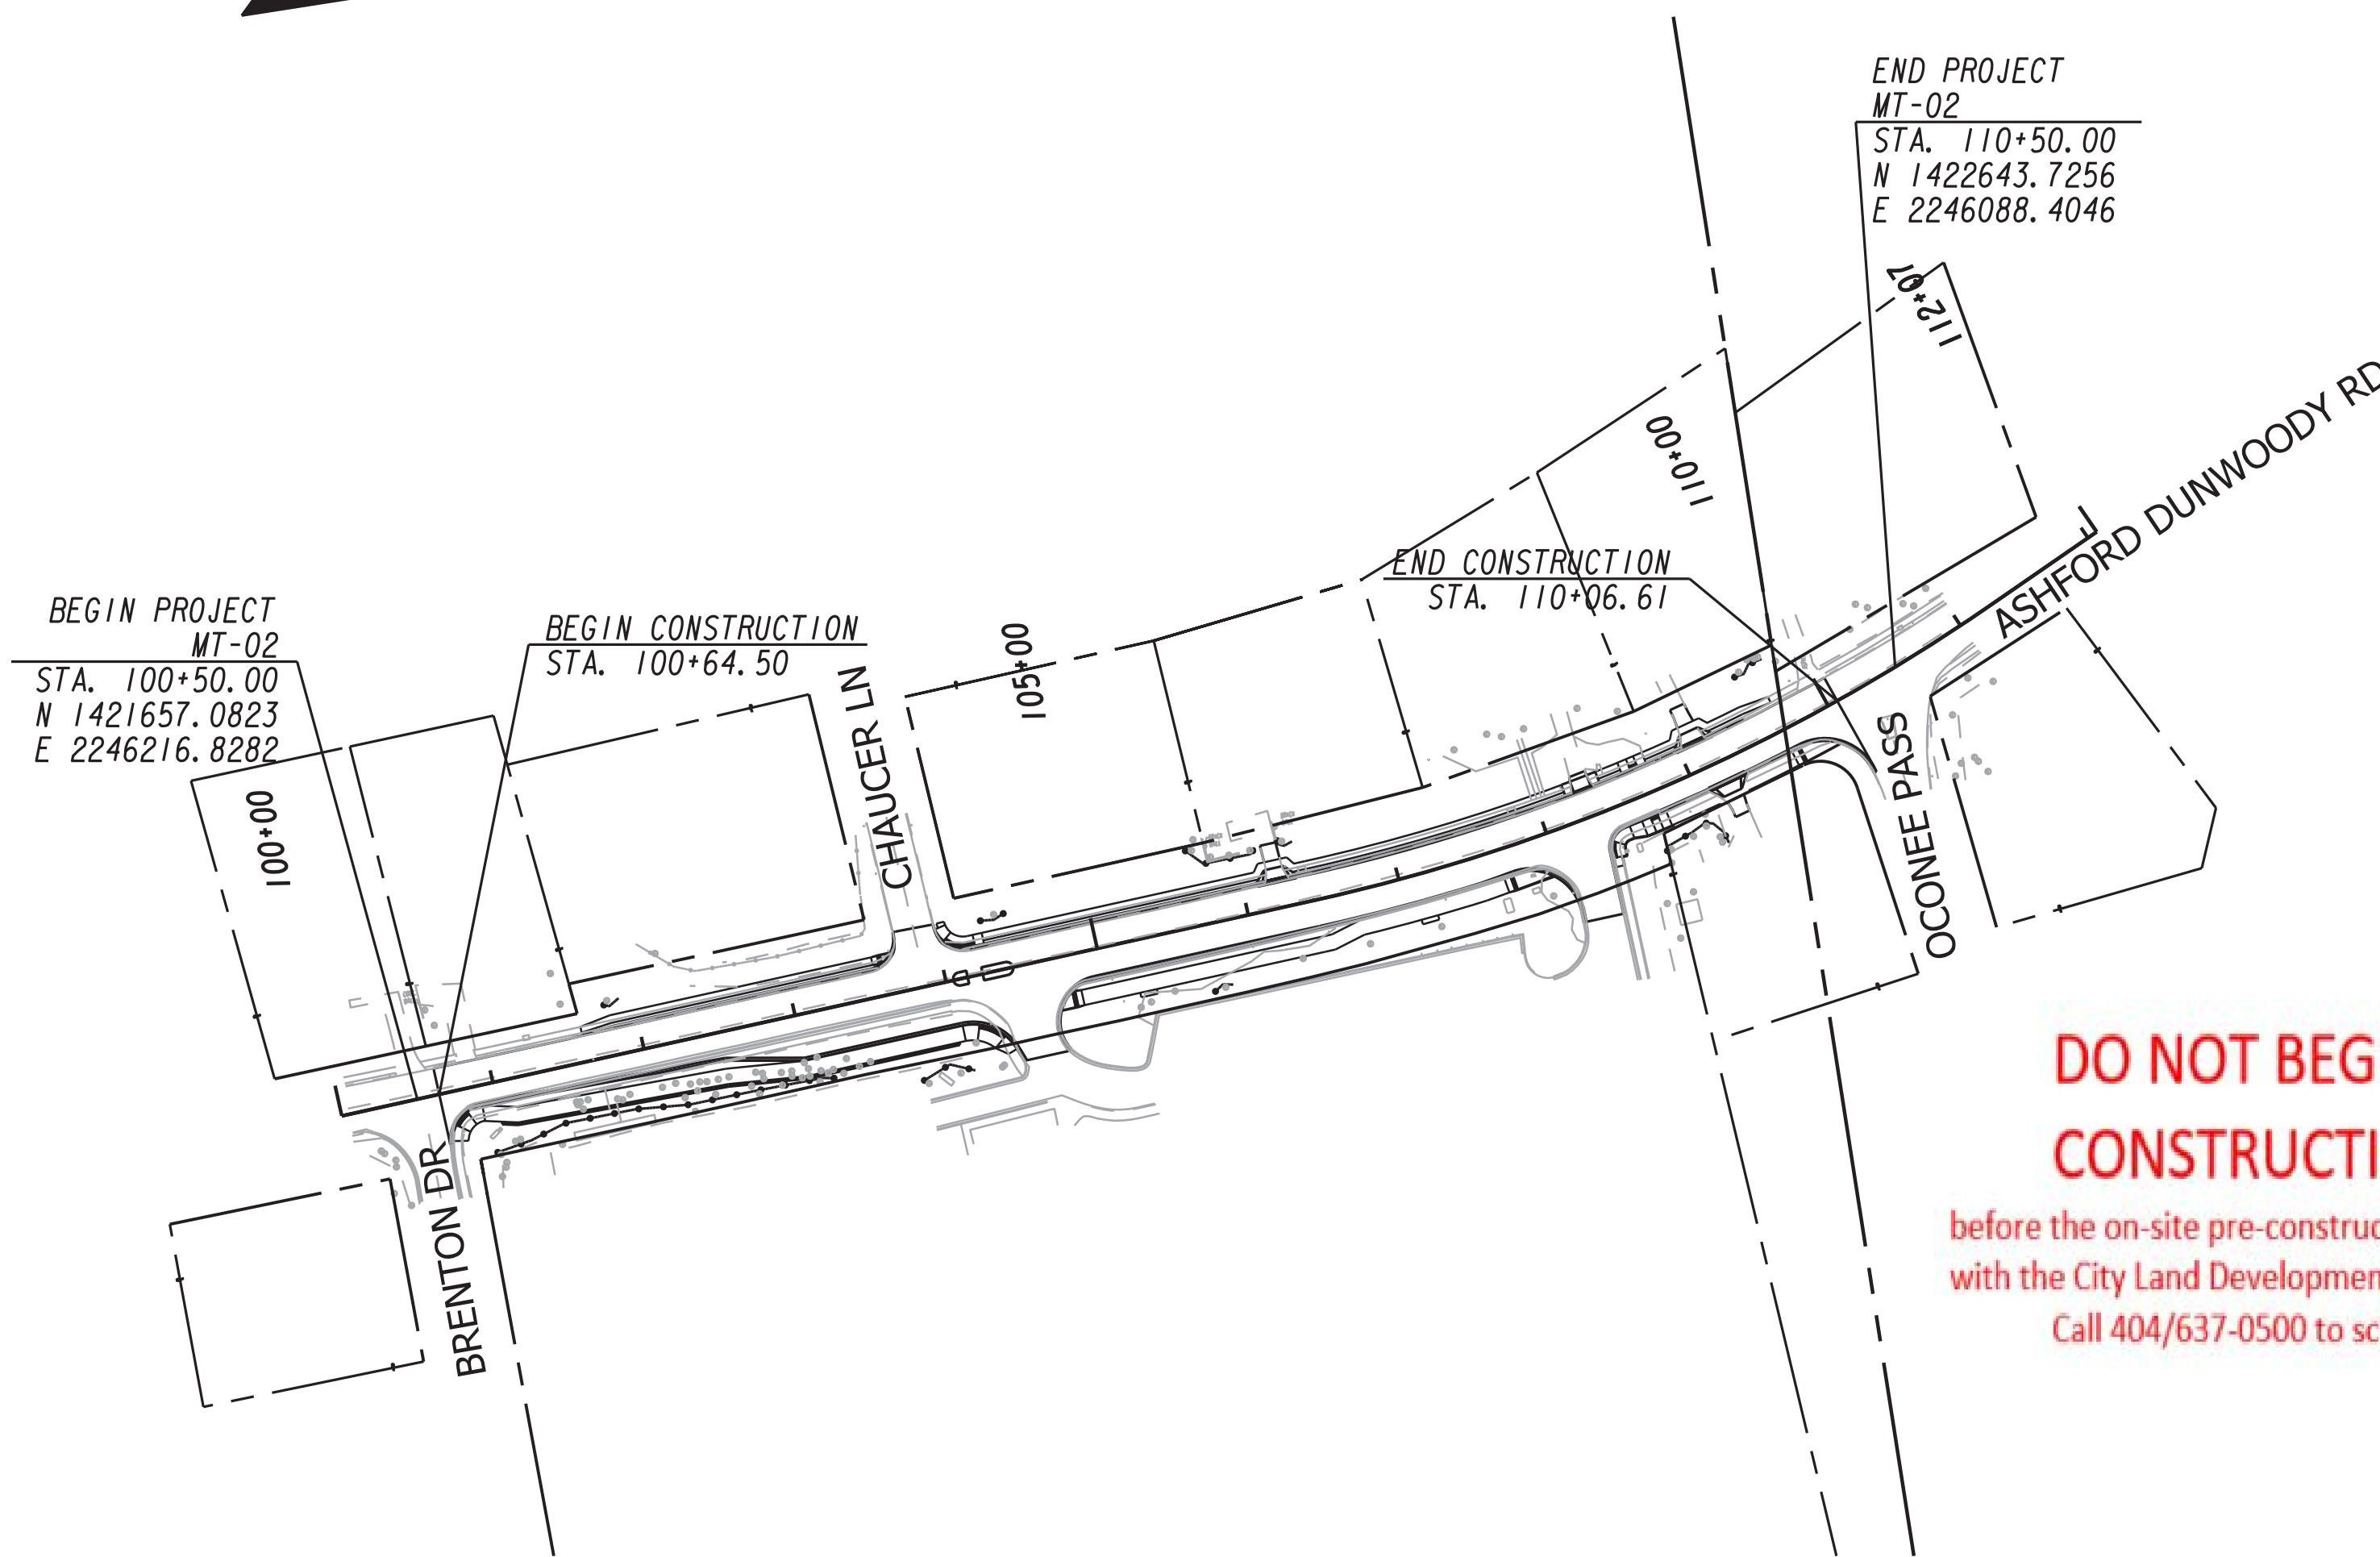 END PROJECT
MT-02
STA. 110+50.00
N 1422643.7256
E 2246088.4046
112+07
ASHFORD DUNWOODY RD
110+00
END CONSTRUCTION
STA. 110+06.61
BEGIN PROJECT
MT-02
STA. 100+50.00
N 1421657.0823
E 2246216.8282
BEGIN CONSTRUCTION
STA. 100+64.50
105+00
CHAUCER LN
100+00
OCONEE PASS
BRENTON DR
DO NOT BEG
CONSTRUCTI
before the on-site pre-construc
with the City Land Developmen
Call 404/637-0500 to sc